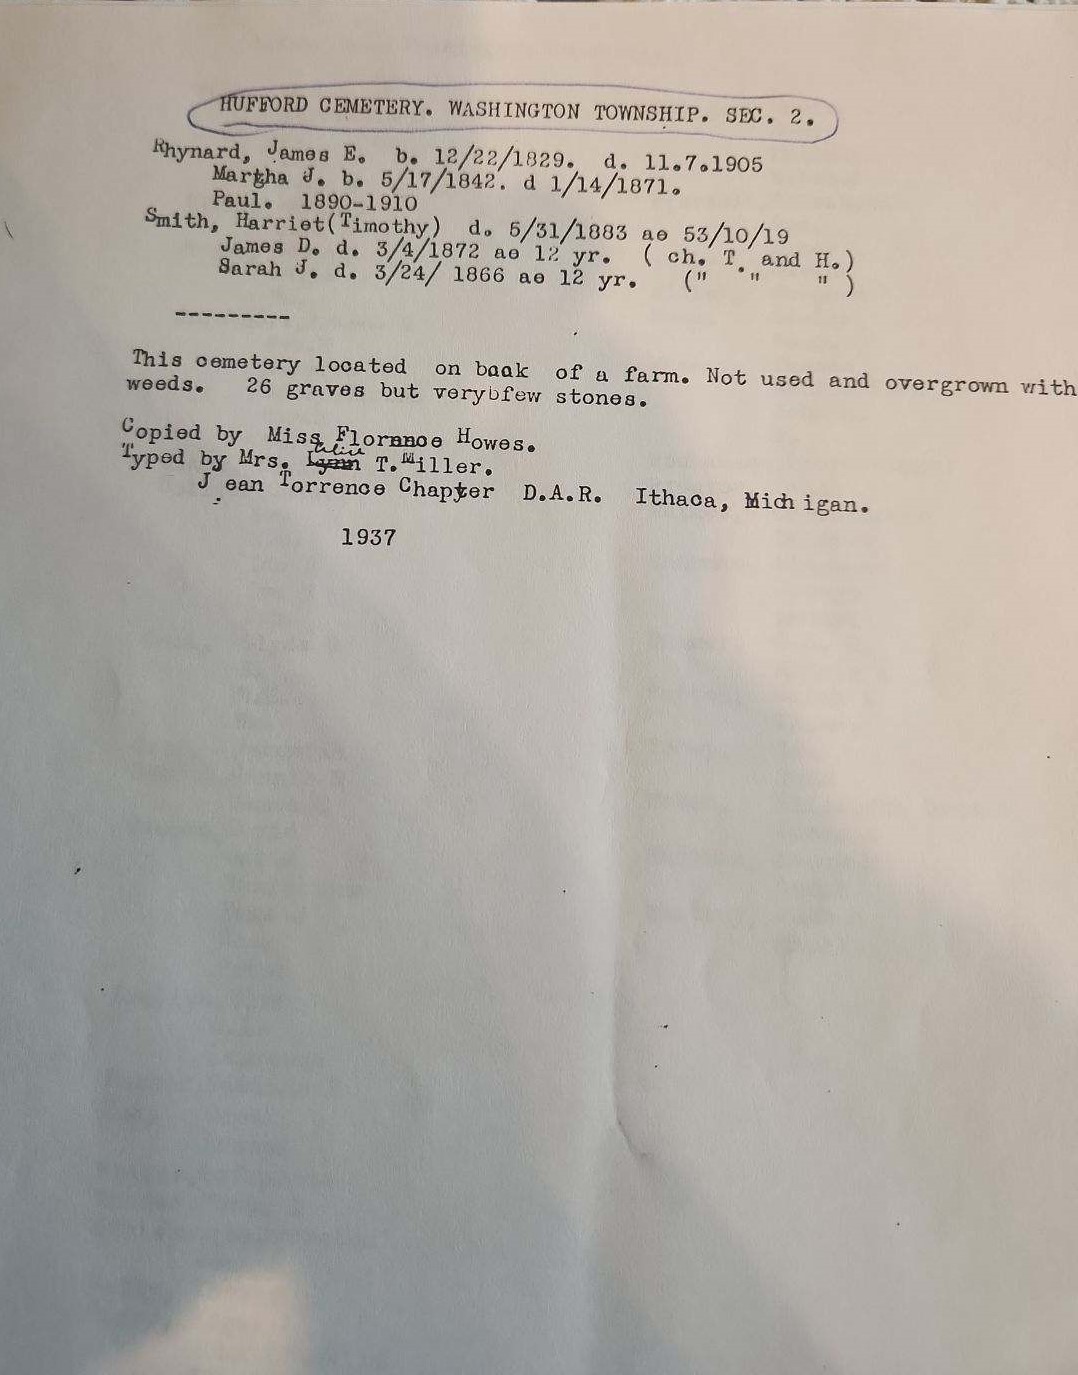 HUFFORD CEMETERY. WASHINGTON TOWNSHIP. SEC. 2.
Rhynard, James E. b. 12/22/1829. d. 11.7.1905
Martha J. b. 5/17/1842. d 1/14/1871.
Paul. 1890-1910
Smith, Harriet(Timothy) d. 5/31/1883 ae 53/10/19
James D. d. 3/4/1872 ae 12 yr. ( ch. T. and H.)
Sarah J. d. 3/24/ 1866 ae 12 yr. (" " " )
---------
This cemetery located on baak of a farm. Not used and overgrown with
weeds. 26 graves but verybfew stones.
Copied by Miss Florence Howes.
Typed by Mrs. T. Miller.
J ean Torrence Chapter D.A.R. Ithaca, Mich igan.
1937